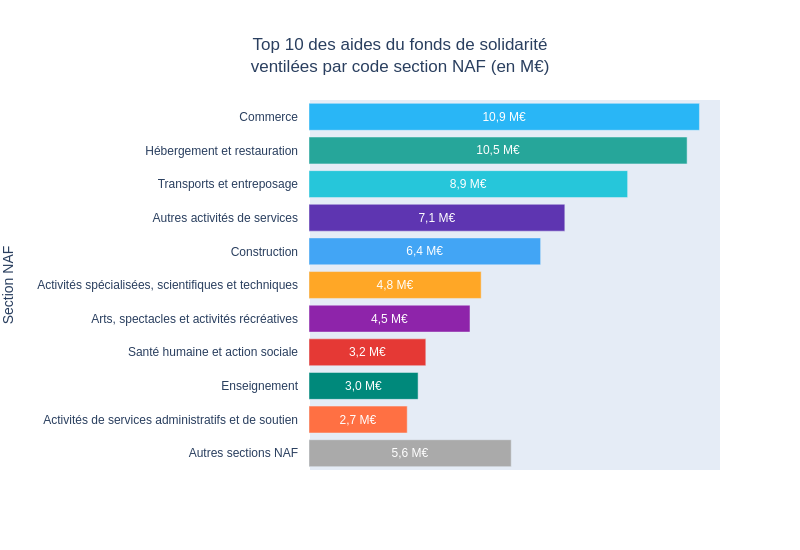 Top 10 des aides du fonds de solidarité
ventilées par code section NAF (en M€)
Section NAF
Commerce 10,9 M€
Hébergement et restauration 10,5 M€
Transports et entreposage 8,9 M€
Autres activités de services 7,1 M€
Construction 6,4 M€
Activités spécialisées, scientifiques et techniques 4,8 M€
Arts, spectacles et activités récréatives 4,5 M€
Santé humaine et action sociale 3,2 M€
Enseignement 3,0 M€
Activités de services administratifs et de soutien 2,7 M€
Autres sections NAF 5,6 M€